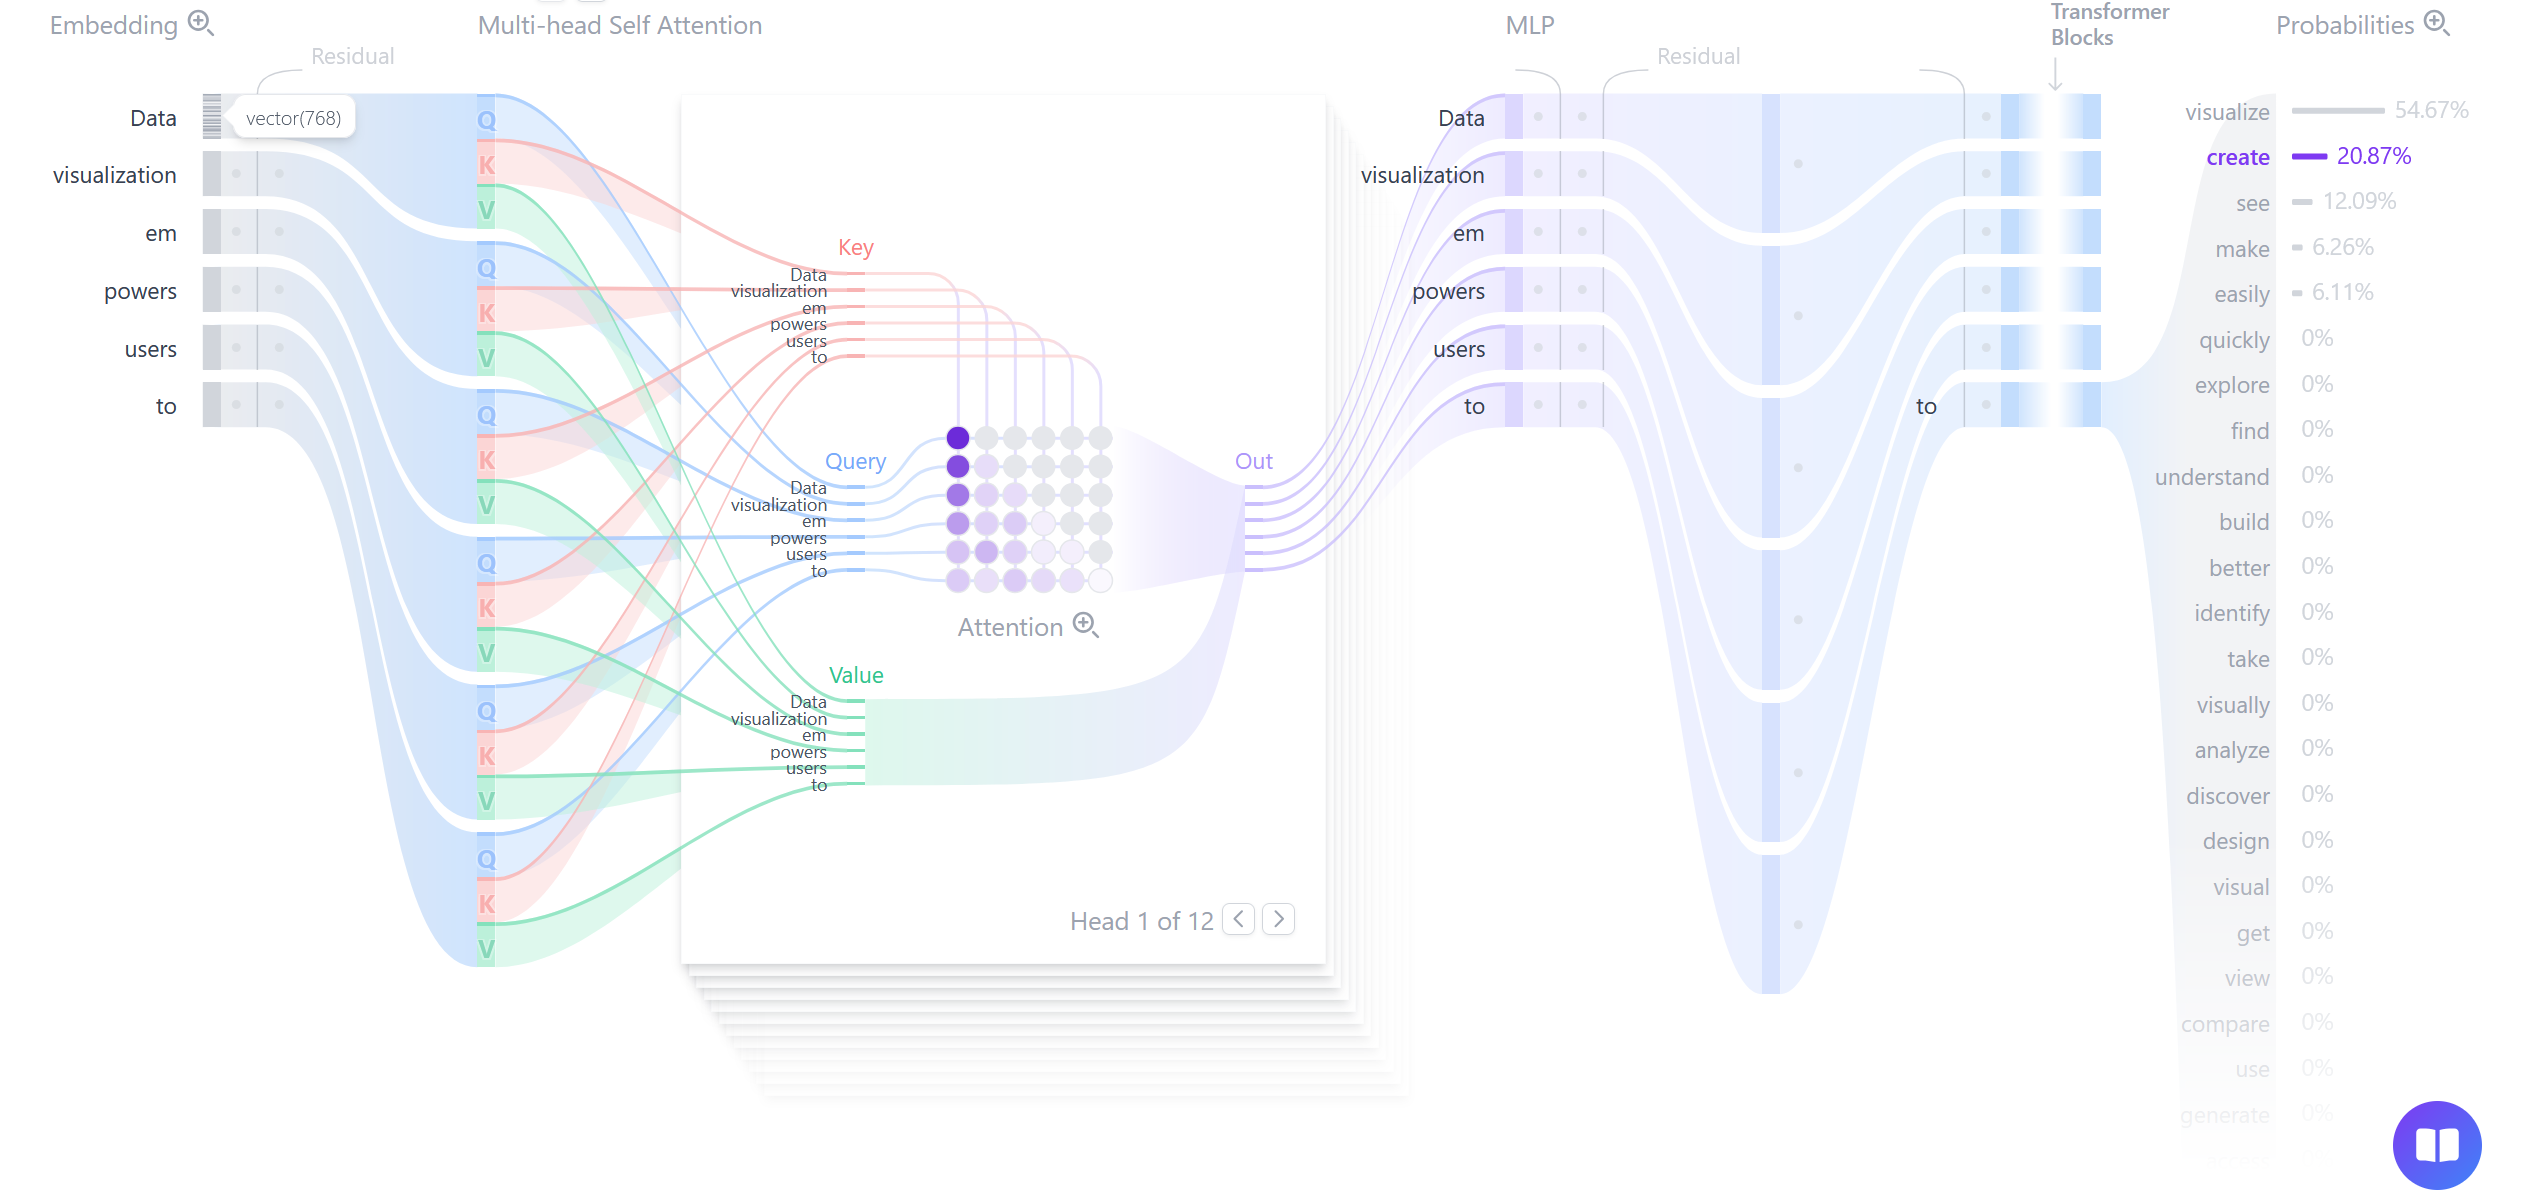 Embedding
Residual
Data
vector(768)
visualization
em
powers
users
to
Multi-head Self Attention
Q
K
V
Q
K
V
Q
K
V
Q
K
V
Q
K
V
Q
K
V
Key
Data
visualization
em
powers
users
to
Query
Data
visualization
em
powers
users
to
Attention
Value
Data
visualization
em
powers
users
to
Out
Head 1 of 12
MLP
Residual
Data
visualization
em
powers
users
to
to
Transformer
Blocks
Probabilities
visualize 54.67%
create 20.87%
see 12.09%
make 6.26%
easily 6.11%
quickly 0%
explore 0%
find 0%
understand 0%
build 0%
better 0%
identify 0%
take 0%
visually 0%
analyze 0%
discover 0%
design 0%
visual 0%
get 0%
view 0%
compare 0%
use 0%
generate 0%